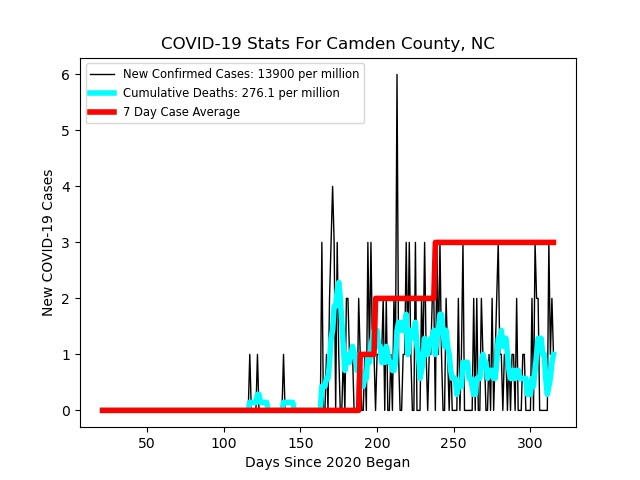 COVID-19 Stats For Camden County, NC
New Confirmed Cases: 13900 per million
Cumulative Deaths: 276.1 per million
7 Day Case Average
New COVID-19 Cases
6
5
4
3
2
1
0
50 100 150 200 250 300
Days Since 2020 Began